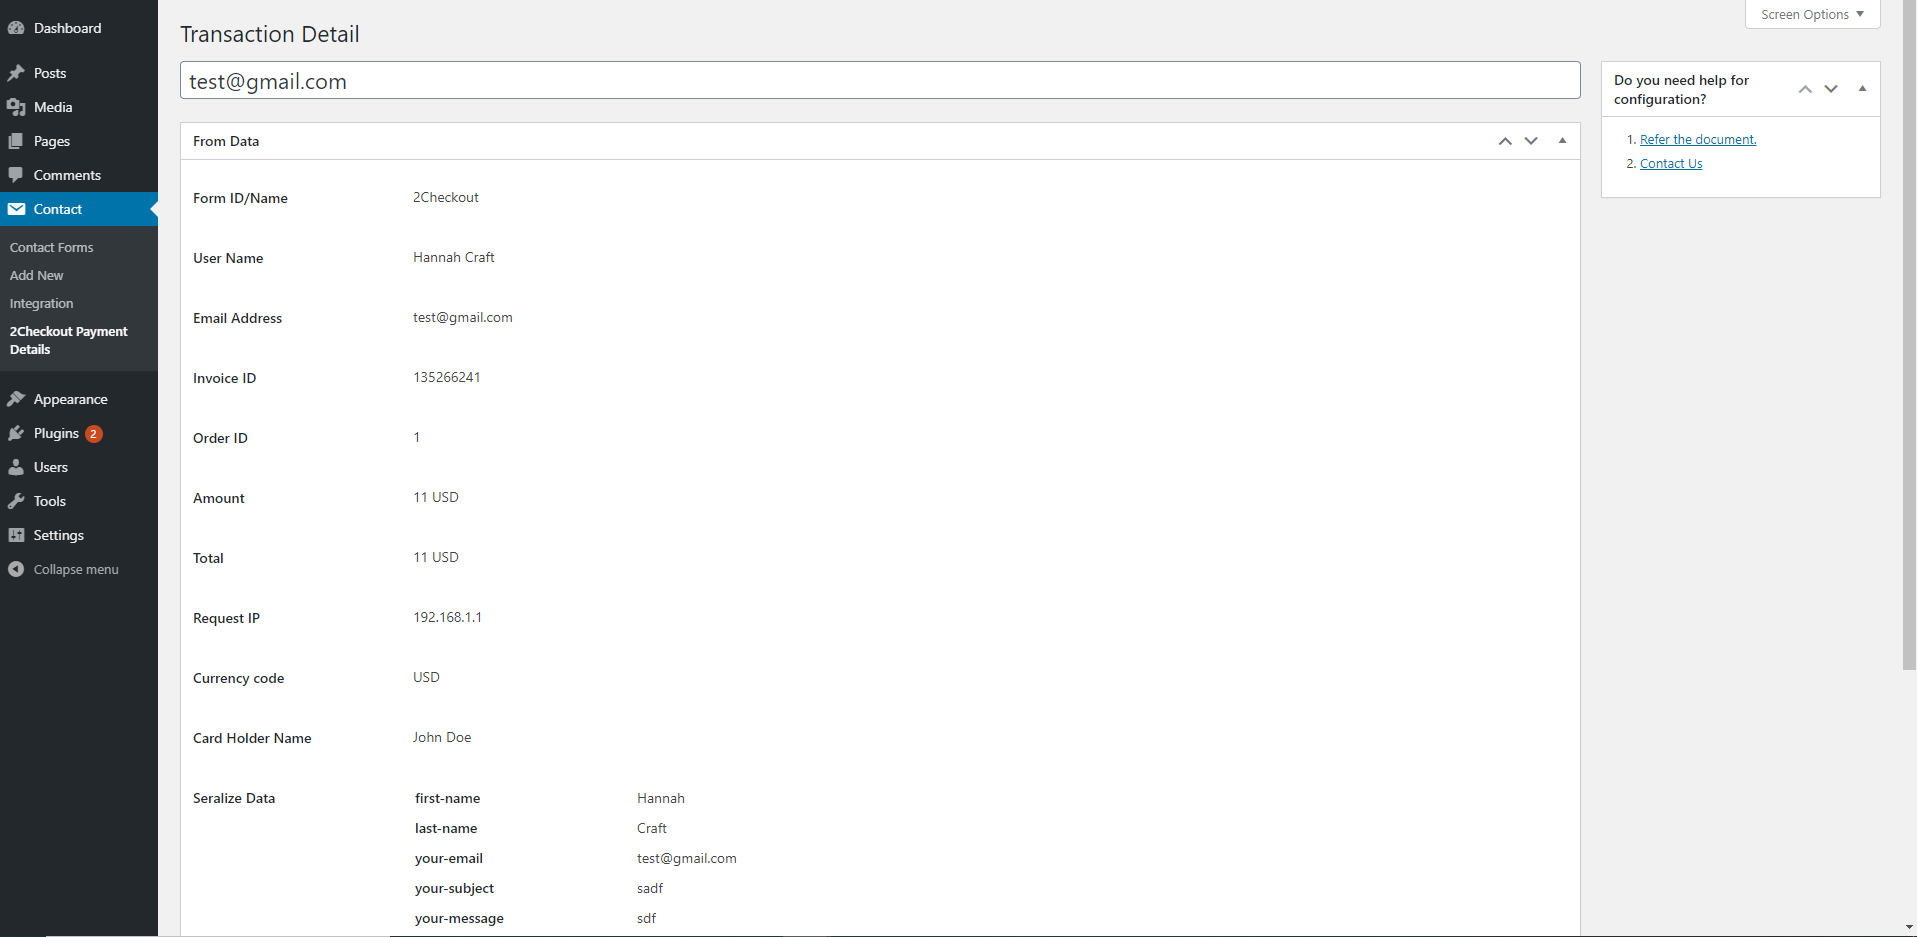 Dashboard
Posts
Media
Pages
Comments
Contact
Contact Forms
Add New
Integration
2Checkout Payment
Details
Appearance
Plugins 2
Users
Tools
Settings
Collapse menu
Screen Options
Transaction Detail
test@gmail.com
From Data
Form ID/Name 2Checkout
User Name Hannah Craft
Email Address test@gmail.com
Invoice ID 135266241
Order ID 1
Amount 11 USD
Total 11 USD
Request IP 192.168.1.1
Currency code USD
Card Holder Name John Doe
Seralize Data first-name Hannah
last-name Craft
your-email test@gmail.com
your-subject sadf
your-message sdf
Do you need help for
configuration?
1. Refer the document.
2. Contact Us